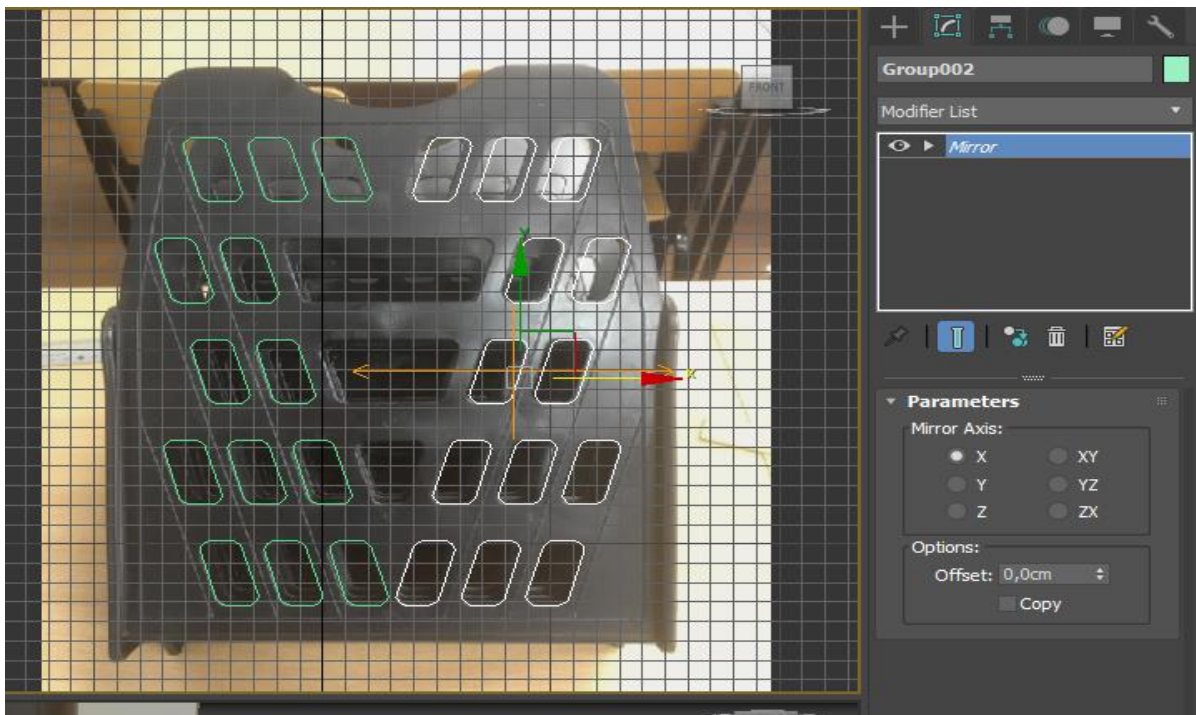 Group002
FRONT
Modifier List
Mirror
y
x
Parameters
Mirror Axis:
X XY
Y YZ
Z ZX
Options:
Offset: 0,0cm
Copy